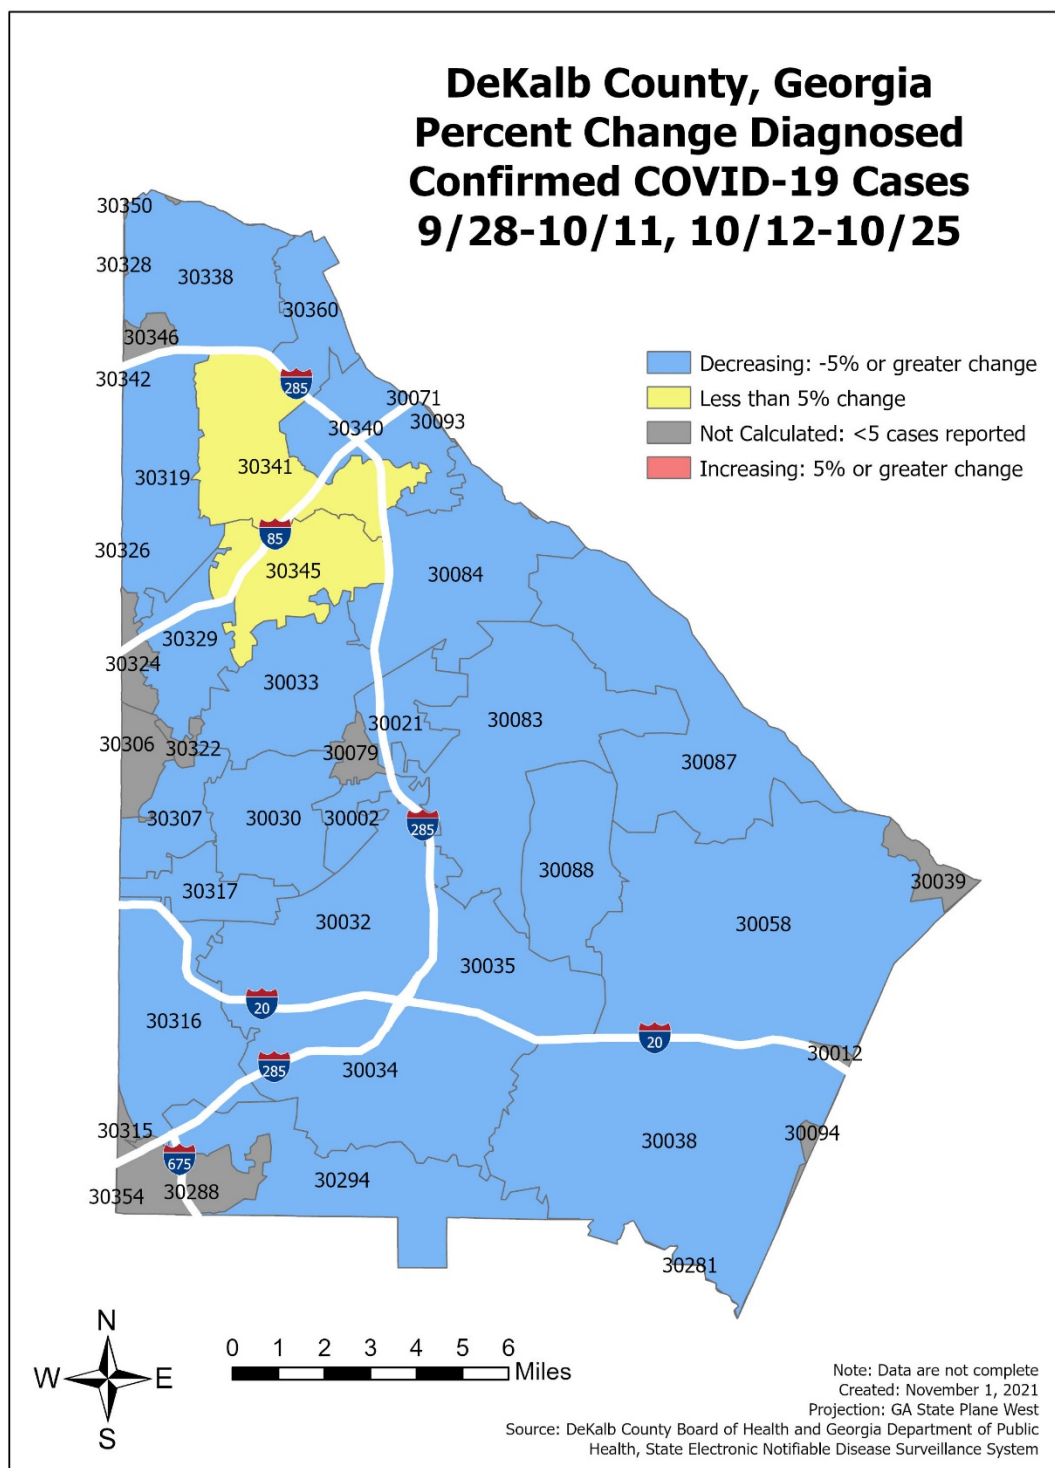 DeKalb County, Georgia
Percent Change Diagnosed
Confirmed COVID-19 Cases
9/28-10/11, 10/12-10/25
Decreasing: -5% or greater change
Less than 5% change
Not Calculated: <5 cases reported
Increasing: 5% or greater change
30350
30328
30338
30360
30346
30342
285
30071
30093
30340
30341
30319
85
30326
30345
30084
30329
30324
30033
30021
30083
30306
30322
30079
30087
30307
30030
30002
285
30088
30039
30317
30032
30058
30035
20
30316
20
30012
285
30034
30315
30038
30094
675
30354
30288
30294
30281
N
W
E
S
0 1 2 3 4 5 6
Miles
Note: Data are not complete
Created: November 1, 2021
Projection: GA State Plane West
Source: DeKalb County Board of Health and Georgia Department of Public
Health, State Electronic Notifiable Disease Surveillance System